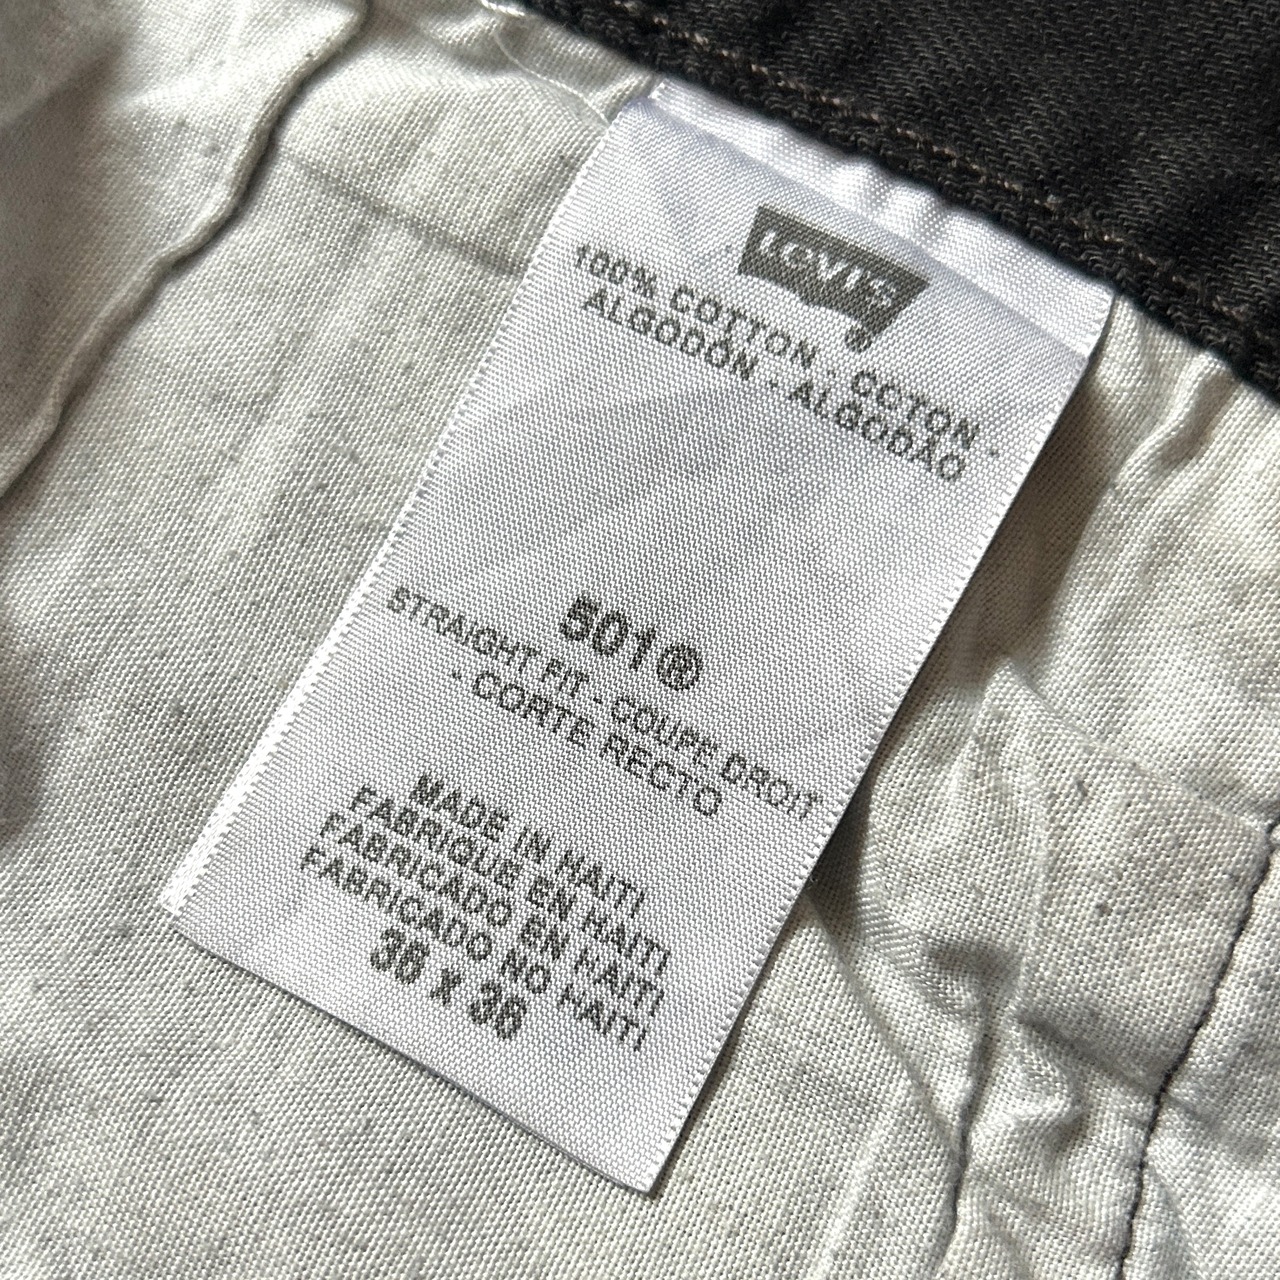 Levi's®
100% COTTON - COTON -
ALGODÓN - ALGODÃO
501®
STRAIGHT FIT - COUPE DROIT
- CORTE RECTO
MADE IN HAITI
FABRIQUE EN HAITI
FABRICADO EN HAITI
FABRICADO NO HAITI
36 x 36